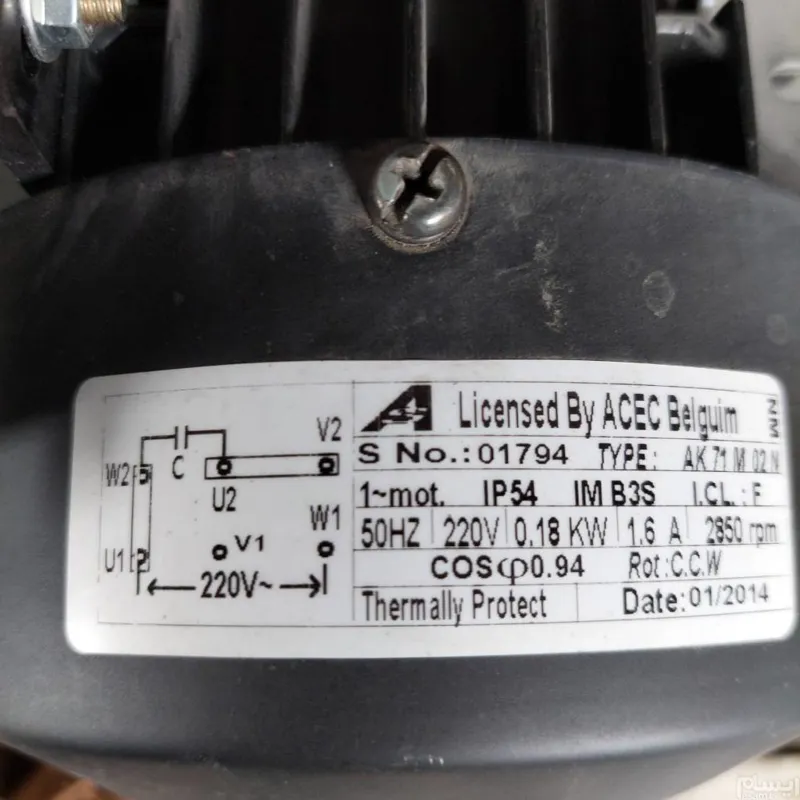 Licensed By ACEC Belguim
NM
S No.: 01794 TYPE: AK 71 M 02 N
1~mot. IP54 IM B3S I.CL.: F
50HZ 220V 0.18 KW 1.6 A 2850 rpm
COSφ0.94 Rot:C.C.W
Thermally Protect Date:01/2014
V2
W2 C
U2
W1
U1 V1
220V~
ایسام